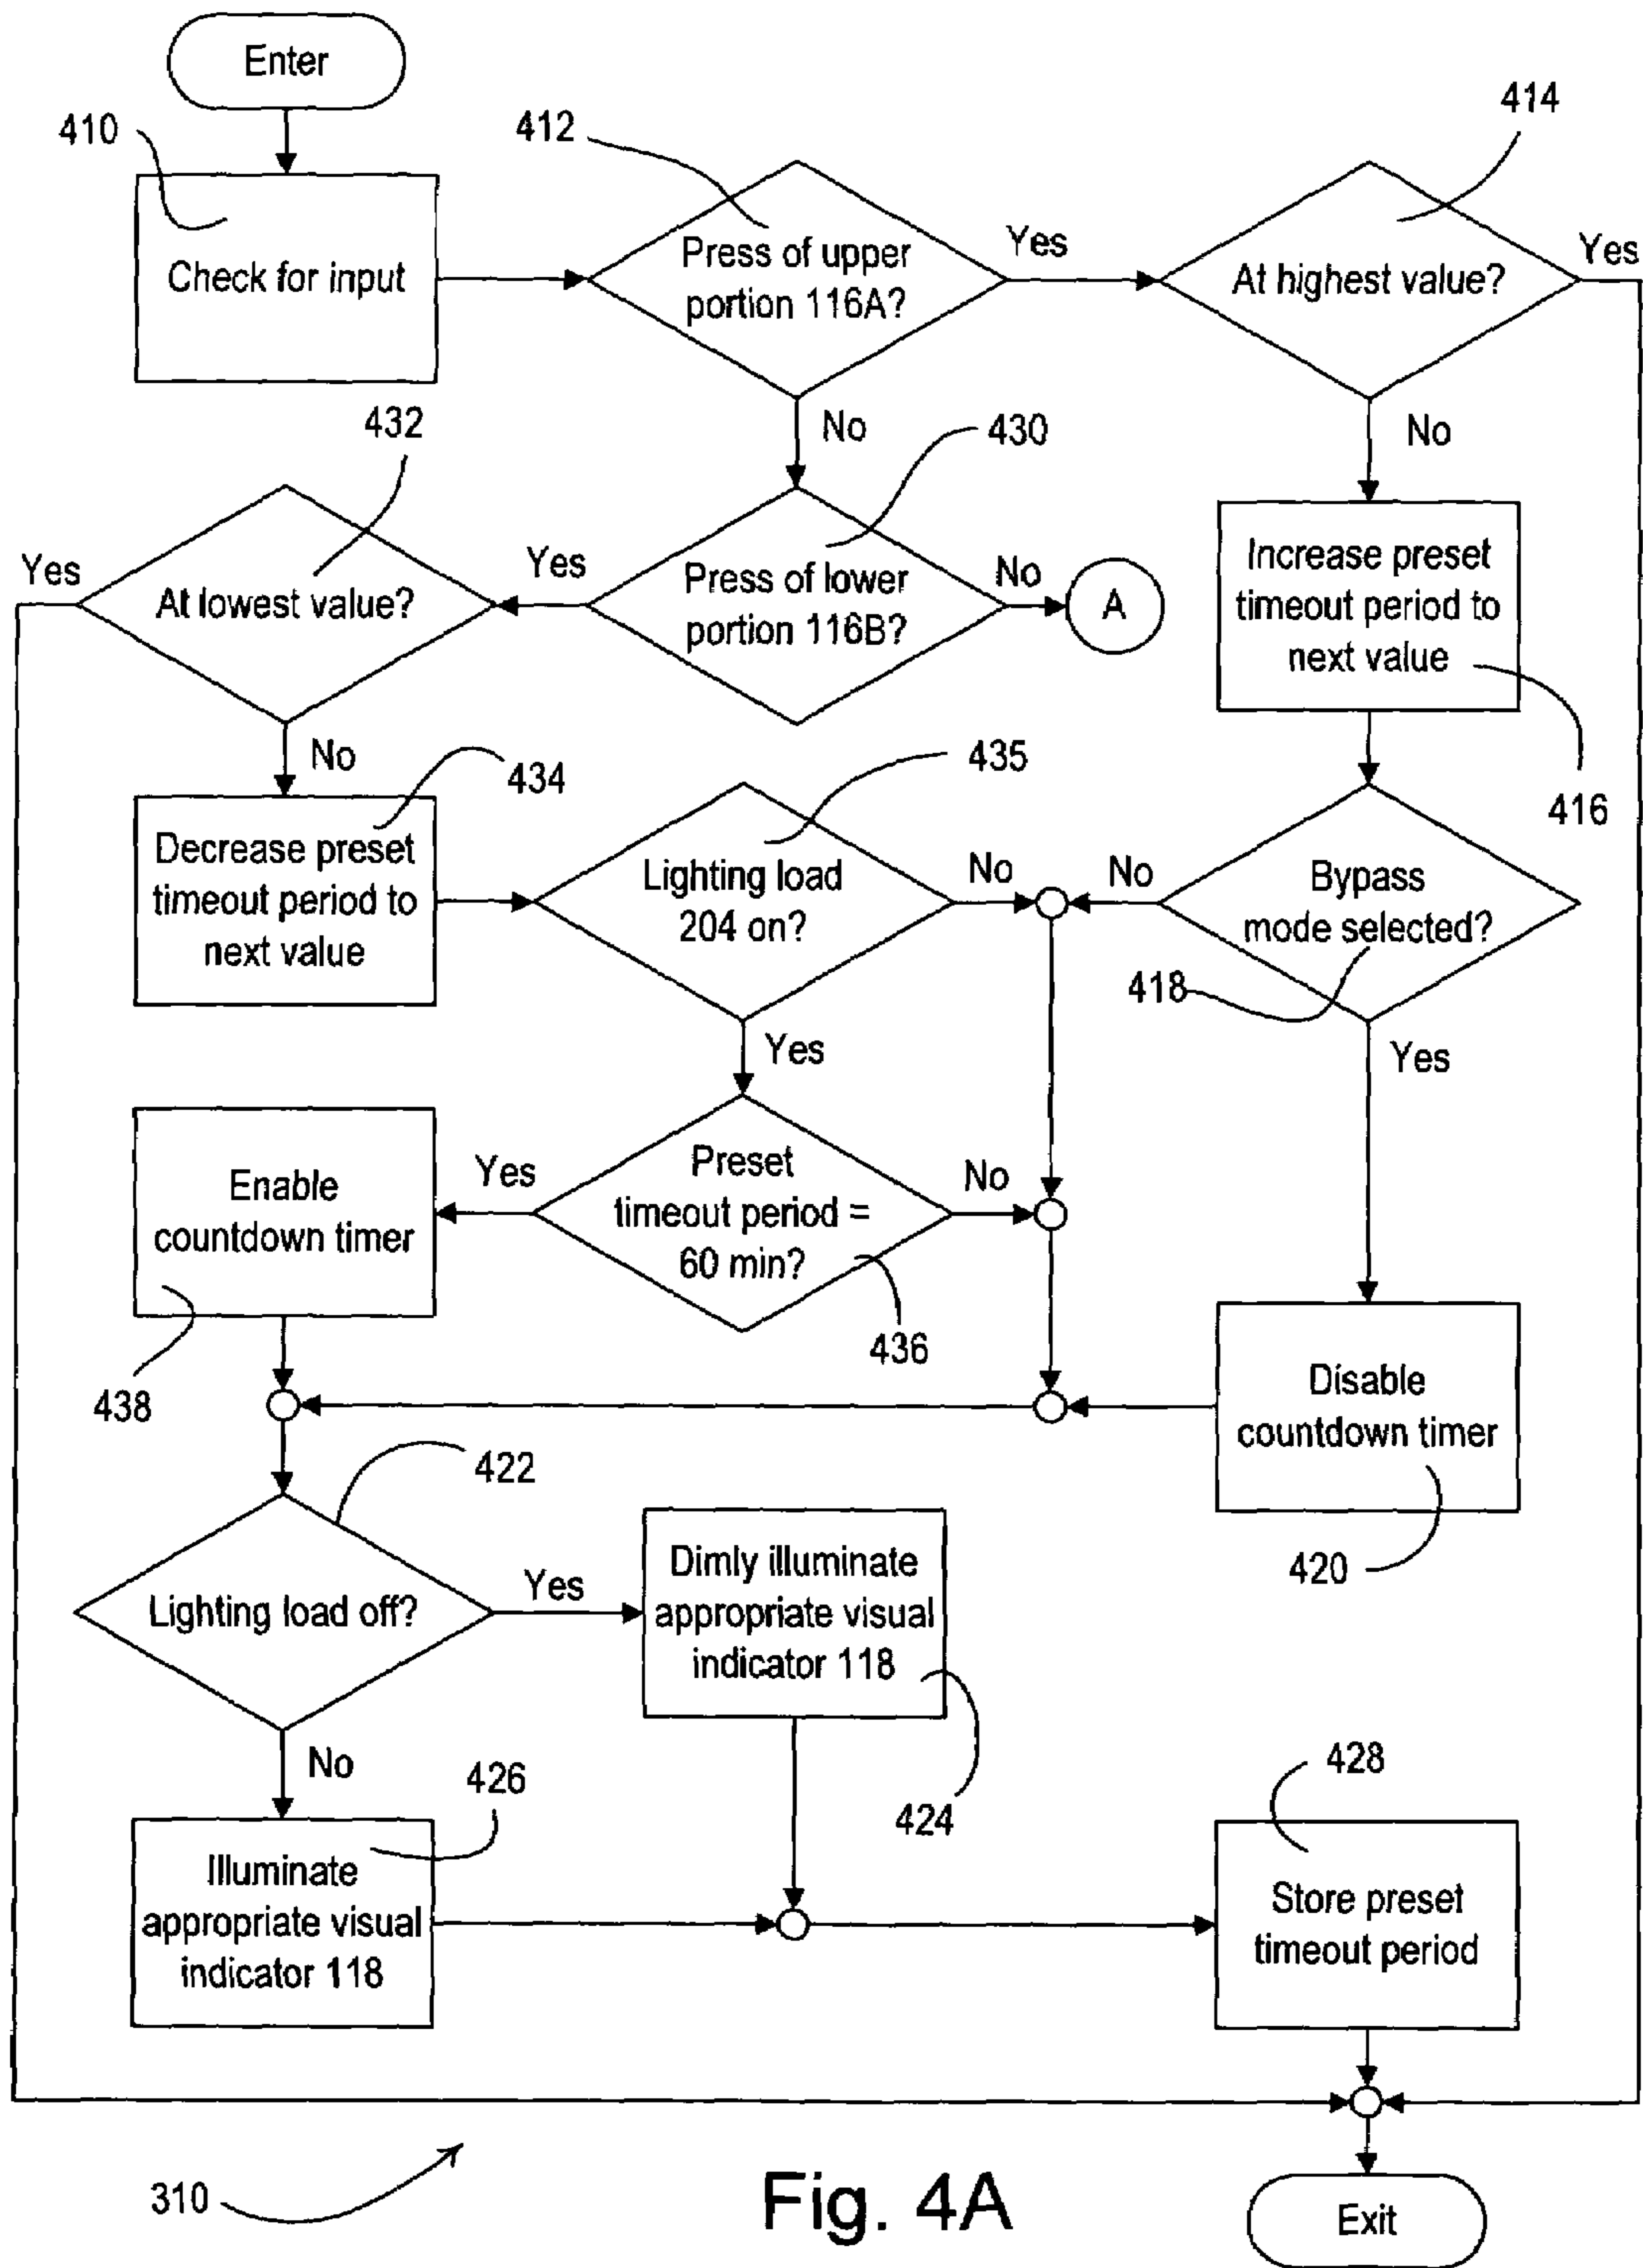 Enter
410
412
414
Check for input
Press of upper
portion 116A?
Yes
At highest value?
Yes
No
No
432
430
Yes
At lowest value?
Yes
Press of lower
portion 116B?
No
A
Increase preset
timeout period to
next value
416
No
434
435
Decrease preset
timeout period to
next value
Lighting load
204 on?
No
No
Bypass
mode selected?
418
Yes
Yes
Enable
countdown timer
438
Yes
Preset
timeout period =
60 min?
No
436
Disable
countdown timer
420
422
Lighting load off?
Yes
Dimly illuminate
appropriate visual
indicator 118
424
No
426
Illuminate
appropriate visual
indicator 118
428
Store preset
timeout period
310
Fig. 4A
Exit